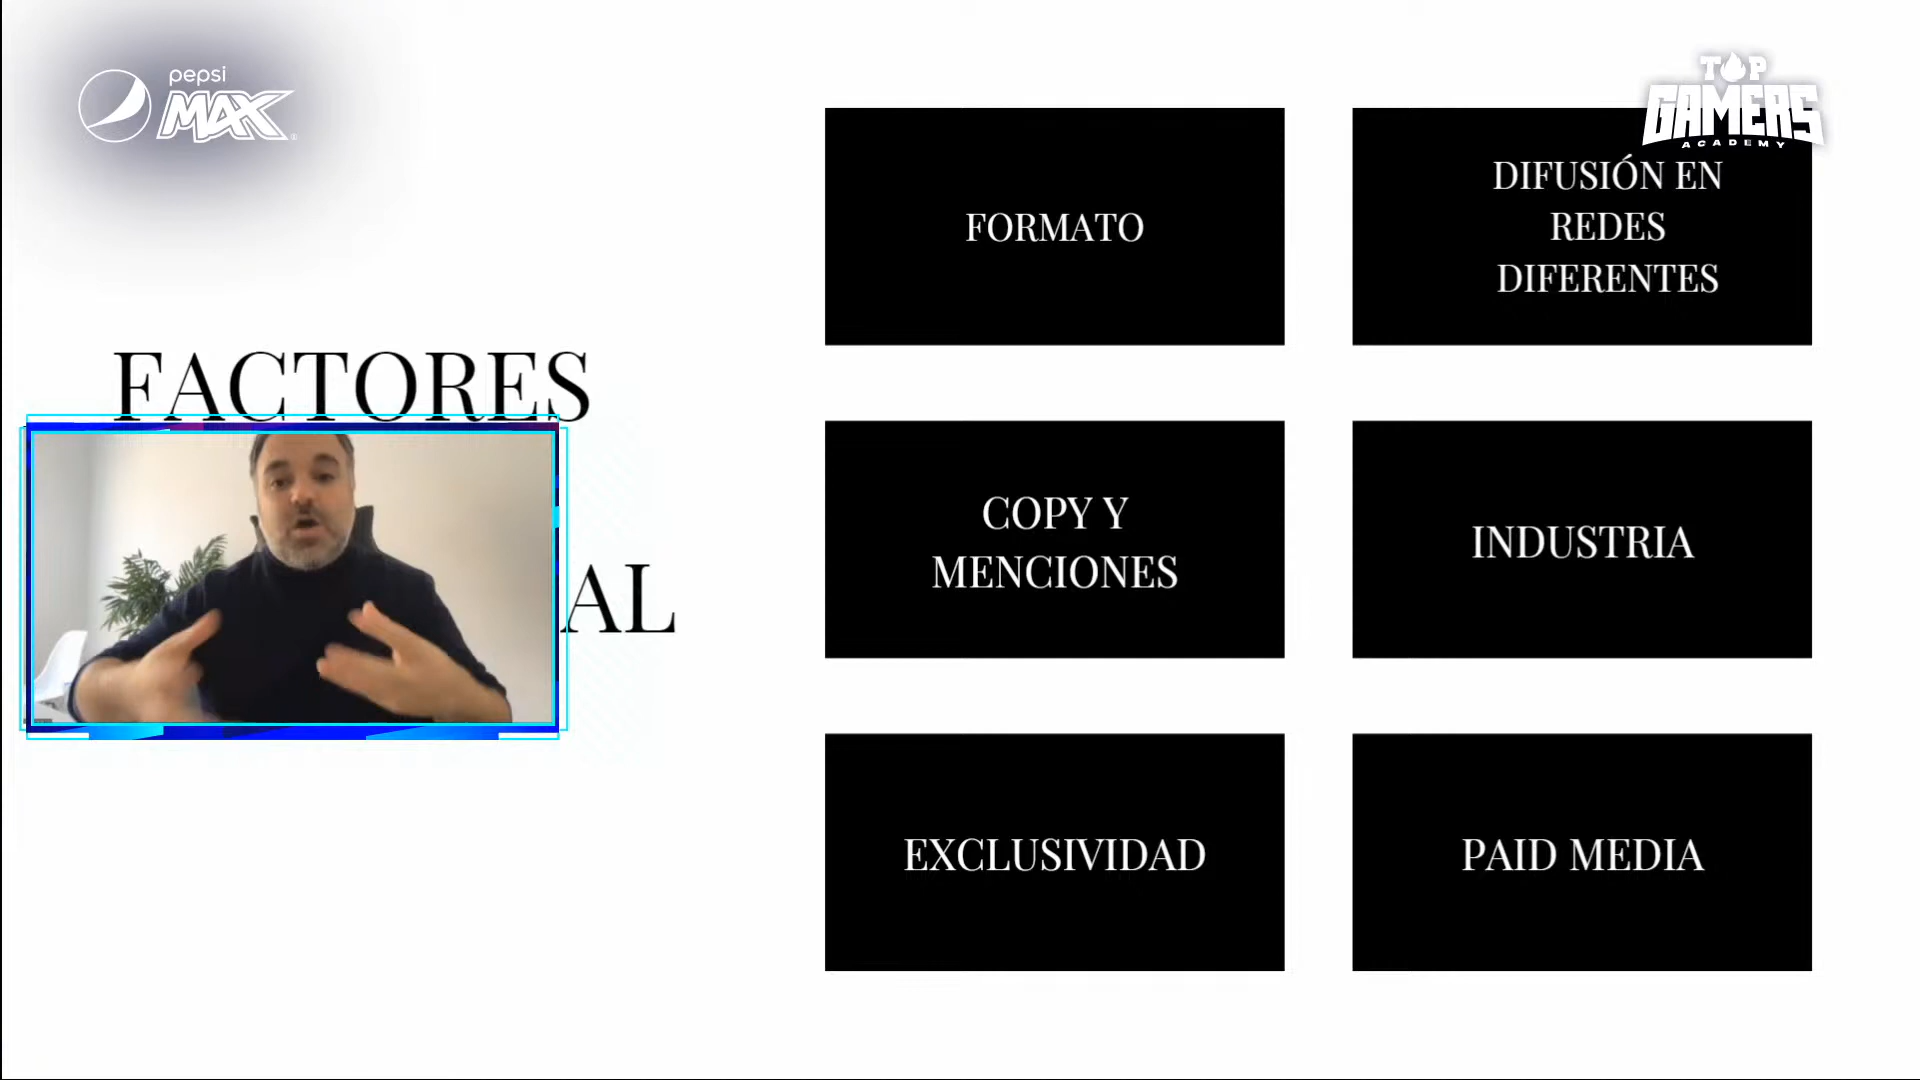 pepsi
MAX
TOP
GAMERS
ACADEMY
FACTORES
AL
FORMATO
DIFUSIÓN EN
REDES
DIFERENTES
COPY Y
MENCIONES
INDUSTRIA
EXCLUSIVIDAD
PAID MEDIA